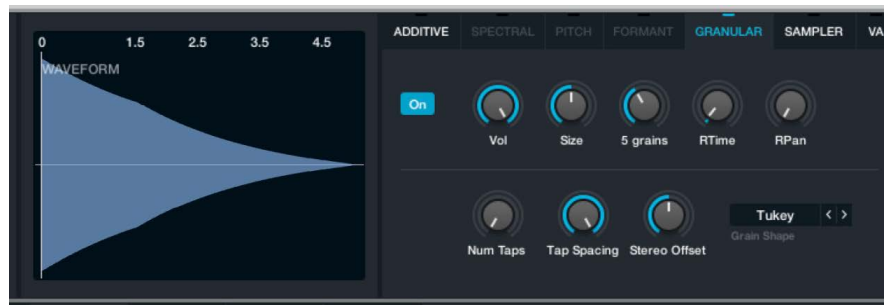 0 1.5 2.5 3.5 4.5
WAVEFORM
ADDITIVE SPECTRAL PITCH FORMANT GRANULAR SAMPLER VA
On
Vol Size 5 grains RTime RPan
Tukey < >
Grain Shape
Num Taps Tap Spacing Stereo Offset